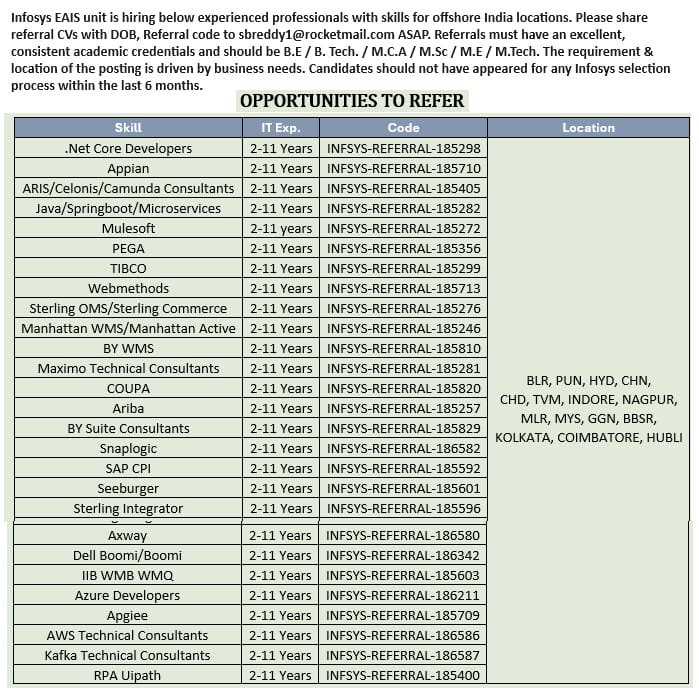 Infosys EAIS unit is hiring below experienced professionals with skills for offshore India locations. Please share
referral CVs with DOB, Referral code to sbreddy1@rocketmail.com ASAP. Referrals must have an excellent,
consistent academic credentials and should be B.E / B. Tech. / M.C.A / M.Sc / M.E / M.Tech. The requirement &
location of the posting is driven by business needs. Candidates should not have appeared for any Infosys selection
process within the last 6 months.
OPPORTUNITIES TO REFER
Skill IT Exp. Code Location
.Net Core Developers 2-11 Years INFSYS-REFERRAL-185298
Appian 2-11 Years INFSYS-REFERRAL-185710
ARIS/Celonis/Camunda Consultants 2-11 Years INFSYS-REFERRAL-185405
Java/Springboot/Microservices 2-11 Years INFSYS-REFERRAL-185282
Mulesoft 2-11 years INFSYS-REFERRAL-185272
PEGA 2-11 Years INFSYS-REFERRAL-185356
TIBCO 2-11 Years INFSYS-REFERRAL-185299
Webmethods 2-11 Years INFSYS-REFERRAL-185713
Sterling OMS/Sterling Commerce 2-11 Years INFSYS-REFERRAL-185276
Manhattan WMS/Manhattan Active 2-11 Years INFSYS-REFERRAL-185246
BY WMS 2-11 Years INFSYS-REFERRAL-185810
Maximo Technical Consultants 2-11 Years INFSYS-REFERRAL-185281
COUPA 2-11 Years INFSYS-REFERRAL-185820
Ariba 2-11 Years INFSYS-REFERRAL-185257
BY Suite Consultants 2-11 Years INFSYS-REFERRAL-185829
Snaplogic 2-11 Years INFSYS-REFERRAL-186582
SAP CPI 2-11 Years INFSYS-REFERRAL-185592
Seeburger 2-11 Years INFSYS-REFERRAL-185601
Sterling Integrator 2-11 Years INFSYS-REFERRAL-185596
Axway 2-11 Years INFSYS-REFERRAL-186580
Dell Boomi/Boomi 2-11 Years INFSYS-REFERRAL-186342
IIB WMB WMQ 2-11 Years INFSYS-REFERRAL-185603
Azure Developers 2-11 Years INFSYS-REFERRAL-186211
Apgiee 2-11 Years INFSYS-REFERRAL-185709
AWS Technical Consultants 2-11 Years INFSYS-REFERRAL-186586
Kafka Technical Consultants 2-11 Years INFSYS-REFERRAL-186587
RPA Uipath 2-11 Years INFSYS-REFERRAL-185400
BLR, PUN, HYD, CHN,
CHD, TVM, INDORE, NAGPUR,
MLR, MYS, GGN, BBSR,
KOLKATA, COIMBATORE, HUBLI